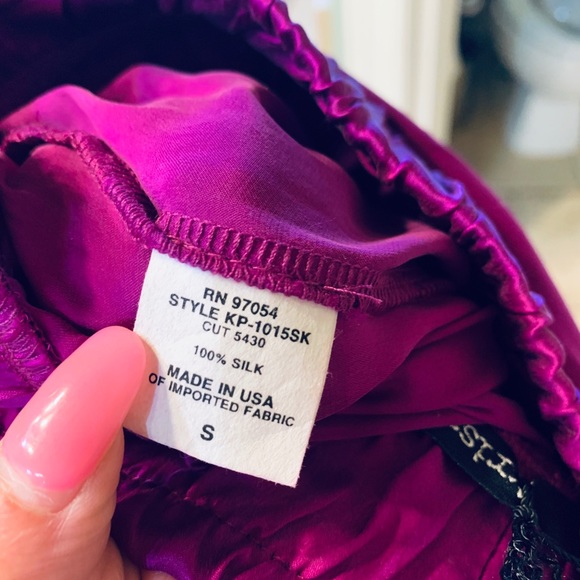 RN 97054
STYLE KP-1015SK
CUT 5430
100% SILK
MADE IN USA
OF IMPORTED FABRIC
S